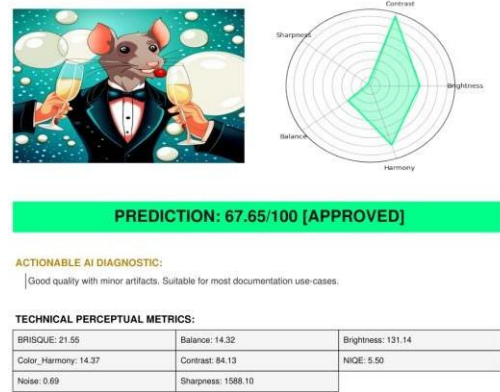 Contrast
Sharpness
Brightness
Balance
Harmony
PREDICTION: 67.65/100 [APPROVED]
ACTIONABLE AI DIAGNOSTIC:
Good quality with minor artifacts. Suitable for most documentation use-cases.
TECHNICAL PERCEPTUAL METRICS:
BRISQUE: 21.55 Balance: 14.32 Brightness: 131.14
Color_Harmony: 14.37 Contrast: 84.13 NIQE: 5.50
Noise: 0.69 Sharpness: 1588.10